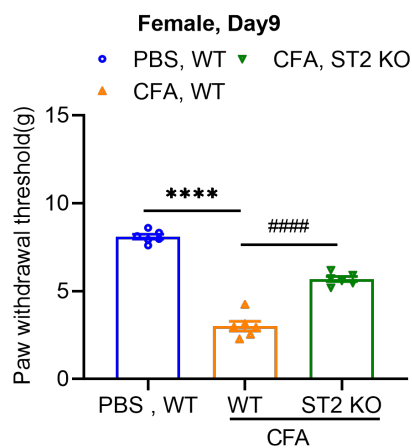 Female, Day9
PBS, WT CFA, ST2 KO
CFA, WT
Paw withdrawal threshold(g)
15
10
5
0
****
####
PBS , WT WT ST2 KO
CFA